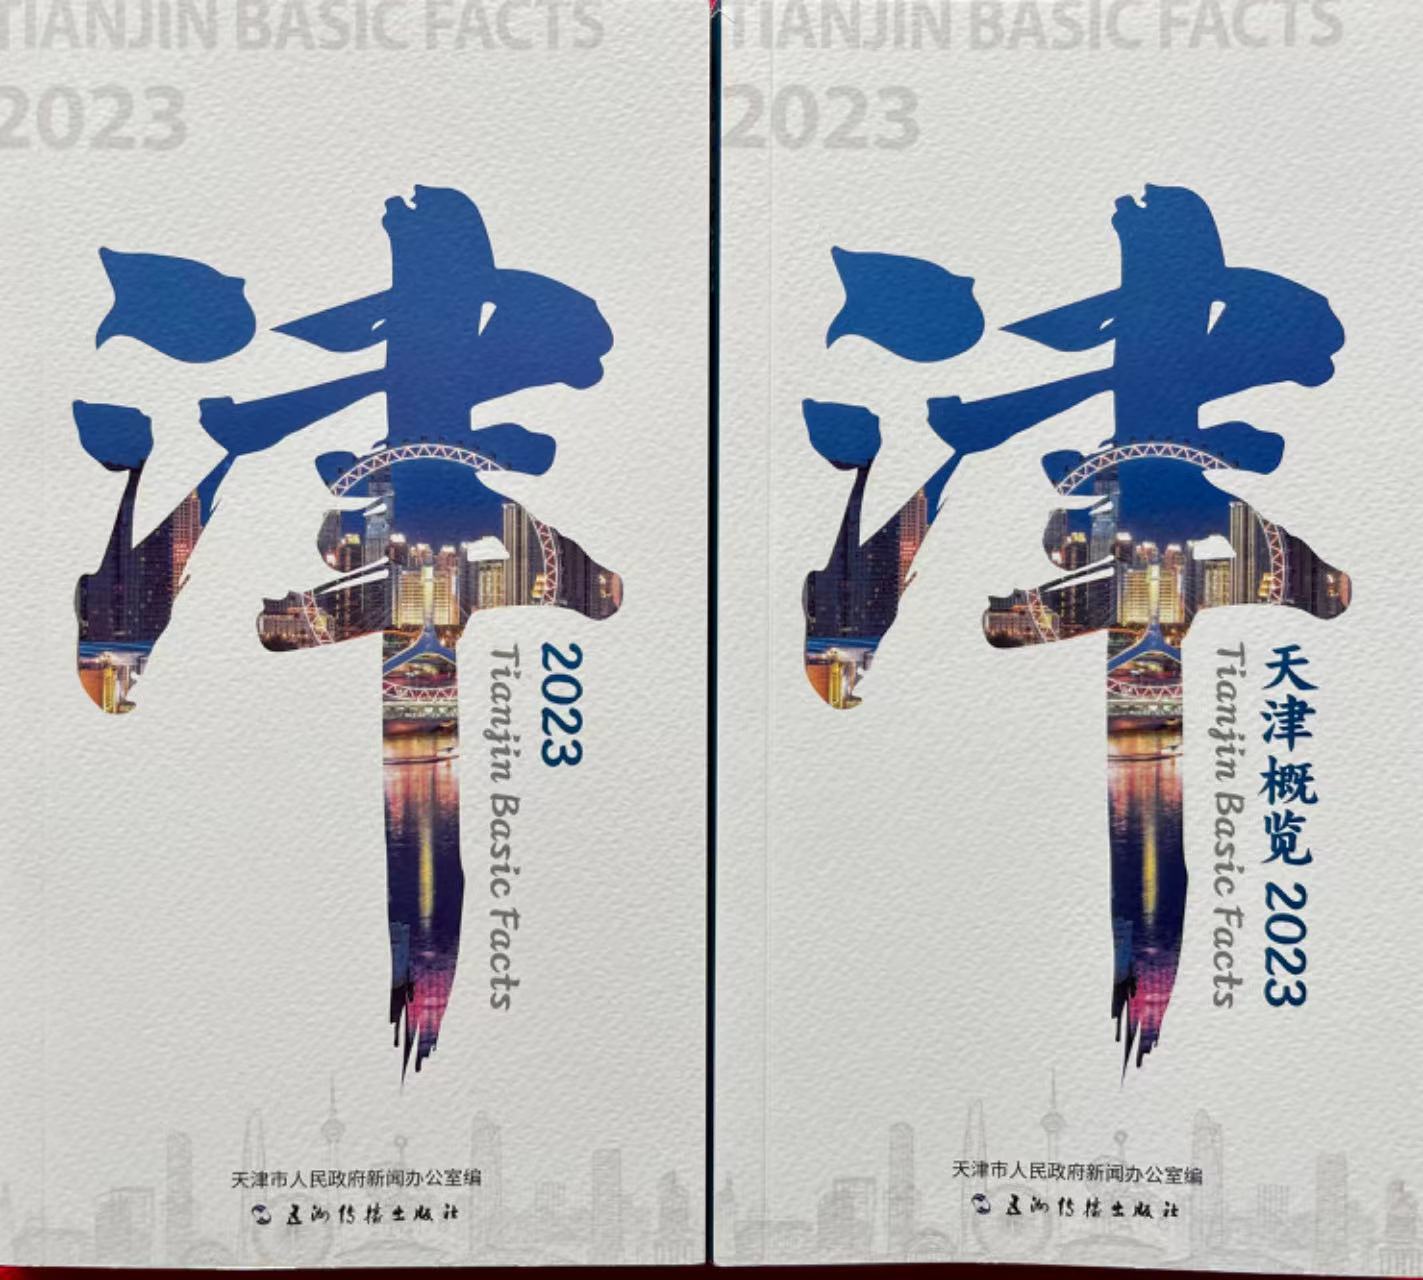 TIANJIN BASIC FACTS
2023
津
2023
Tianjin Basic Facts
天津市人民政府新闻办公室编
五洲传播出版社
TIANJIN BASIC FACTS
2023
津
天津概览 2023
Tianjin Basic Facts
天津市人民政府新闻办公室编
五洲传播出版社